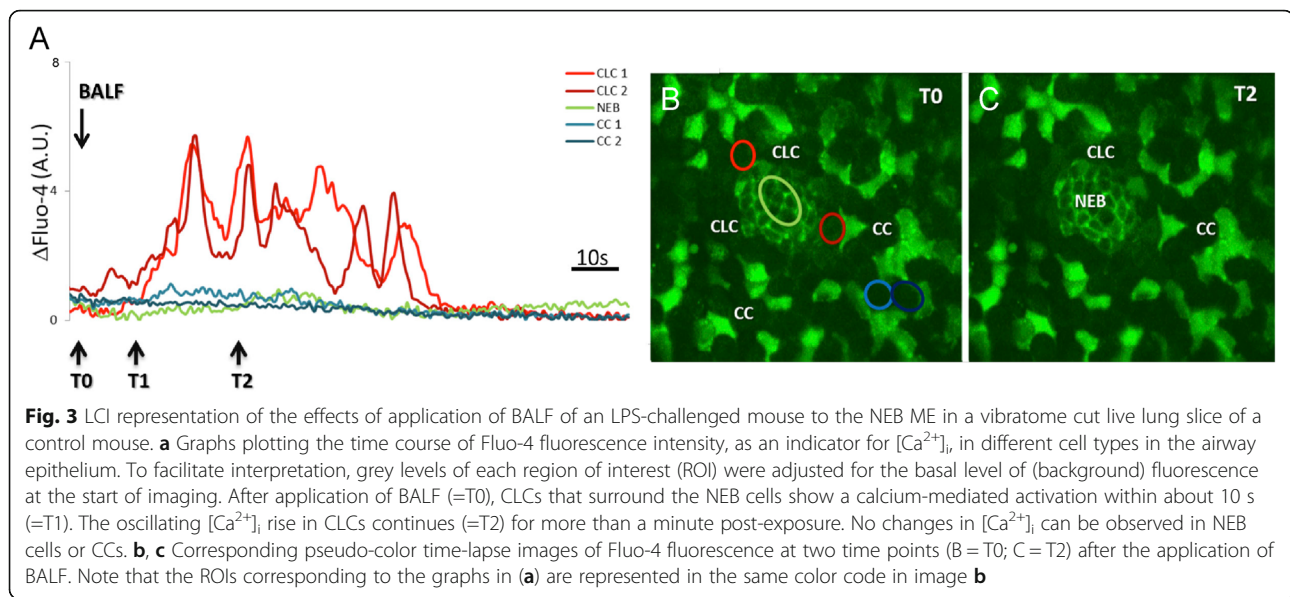 A
8
BALF
CLC 1
CLC 2
NEB
CC 1
CC 2
4
ΔFluo-4 (A.U.)
10s
0
T0
T1
T2
B
T0
CLC
CLC
CC
CC
C
T2
CLC
NEB
CC
Fig. 3 LCI representation of the effects of application of BALF of an LPS-challenged mouse to the NEB ME in a vibratome cut live lung slice of a
control mouse. a Graphs plotting the time course of Fluo-4 fluorescence intensity, as an indicator for [Ca²⁺]ᵢ, in different cell types in the airway
epithelium. To facilitate interpretation, grey levels of each region of interest (ROI) were adjusted for the basal level of (background) fluorescence
at the start of imaging. After application of BALF (=T0), CLCs that surround the NEB cells show a calcium-mediated activation within about 10 s
(=T1). The oscillating [Ca²⁺]ᵢ rise in CLCs continues (=T2) for more than a minute post-exposure. No changes in [Ca²⁺]ᵢ can be observed in NEB
cells or CCs. b, c Corresponding pseudo-color time-lapse images of Fluo-4 fluorescence at two time points (B = T0; C = T2) after the application of
BALF. Note that the ROIs corresponding to the graphs in (a) are represented in the same color code in image b